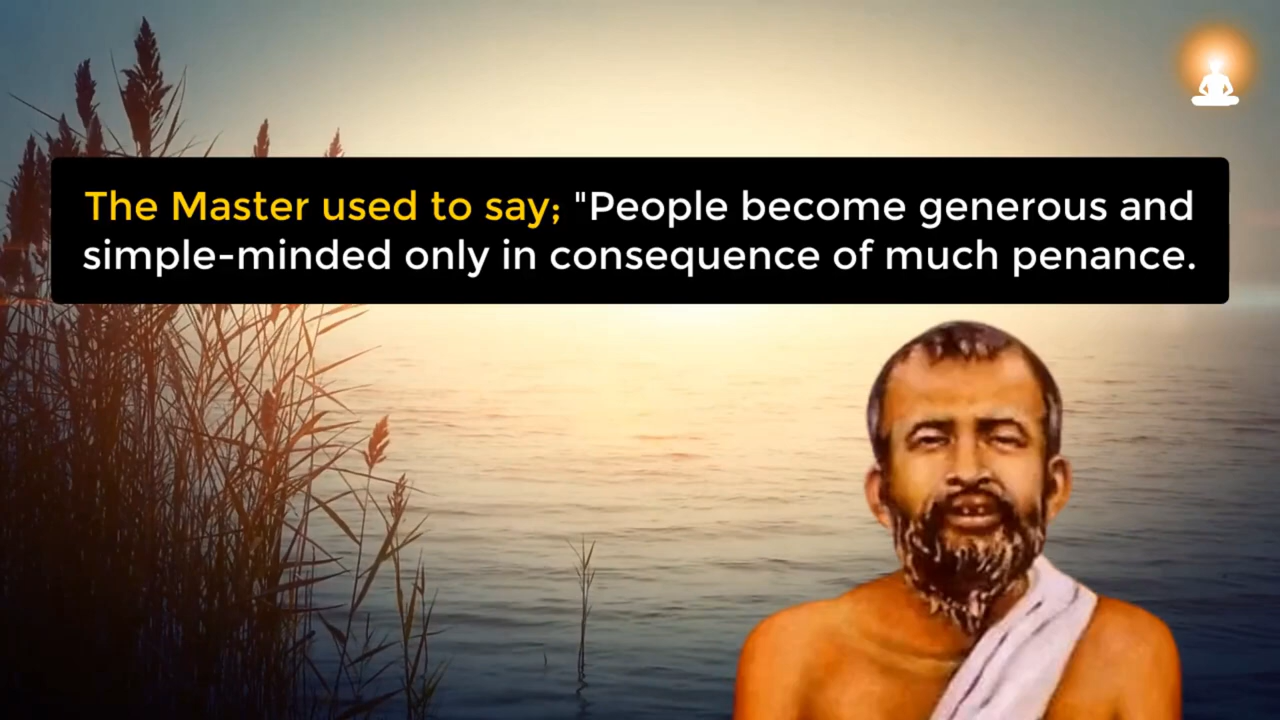 The Master used to say; "People become generous and
simple-minded only in consequence of much penance.